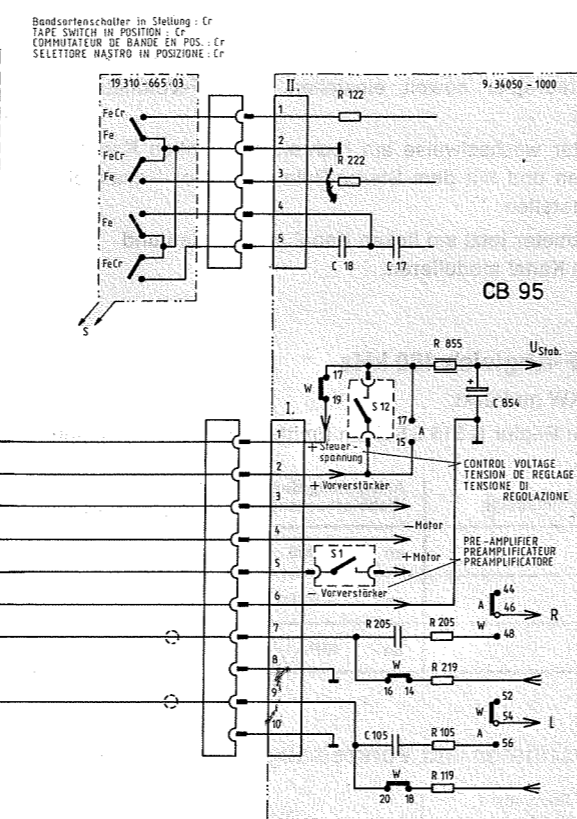 Bandsortenschalter in Stellung : Cr
TAPE SWITCH IN POSITION : Cr
COMMUTATEUR DE BANDE EN POS. : Cr
SELETTORE NASTRO IN POSIZIONE : Cr
19 310-665-03
II.
9-34050-1000
FeCr
Fe
FeCr
Fe
Fe
FeCr
S
1
R 122
2
R 222
3
4
5
C 18
C 17
CB 95
R 855
U Stab.
17
W
19
S 12
17
A
15
+
C 854
I.
1
+ Steuer-
spannung
2
+ Vorverstärker
CONTROL VOLTAGE
TENSION DE REGLAGE
TENSIONE DI
REGOLAZIONE
3
4
- Motor
5
S 1
+ Motor
PRE-AMPLIFIER
PREAMPLIFICATEUR
PREAMPLIFICATORE
6
- Vorverstärker
7
R 205
R 205
44
A
46
R
W
48
8
W
16
14
R 219
9
10
52
W
54
L
A
56
C 105
R 105
W
20
18
R 119